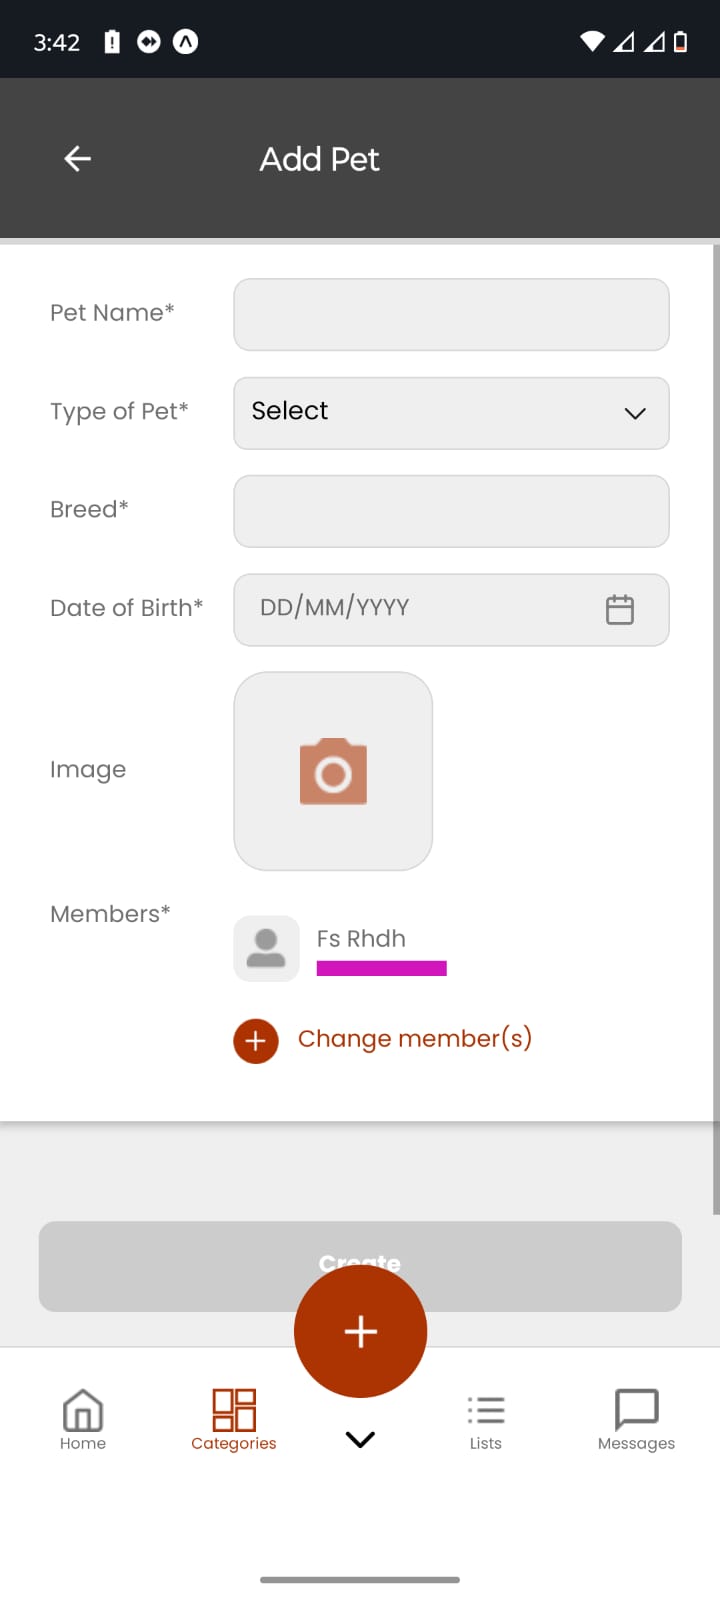 3:42
Add Pet
Pet Name*
Type of Pet*
Select
Breed*
Date of Birth*
DD/MM/YYYY
Image
Members*
Fs Rhdh
Change member(s)
Create
Home
Categories
Lists
Messages